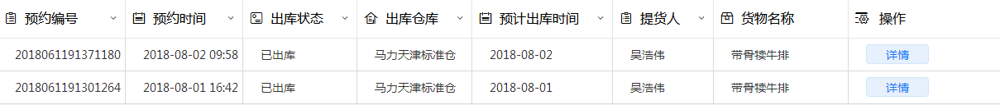 预约编号 预约时间 出库状态 出库仓库 预计出库时间 提货人 货物名称 操作
2018061191371180 2018-08-02 09:58 已出库 马力天津标准仓 2018-08-02 吴浩伟 带骨犊牛排 详情
2018061191301264 2018-08-01 16:42 已出库 马力天津标准仓 2018-08-01 吴浩伟 带骨犊牛排 详情